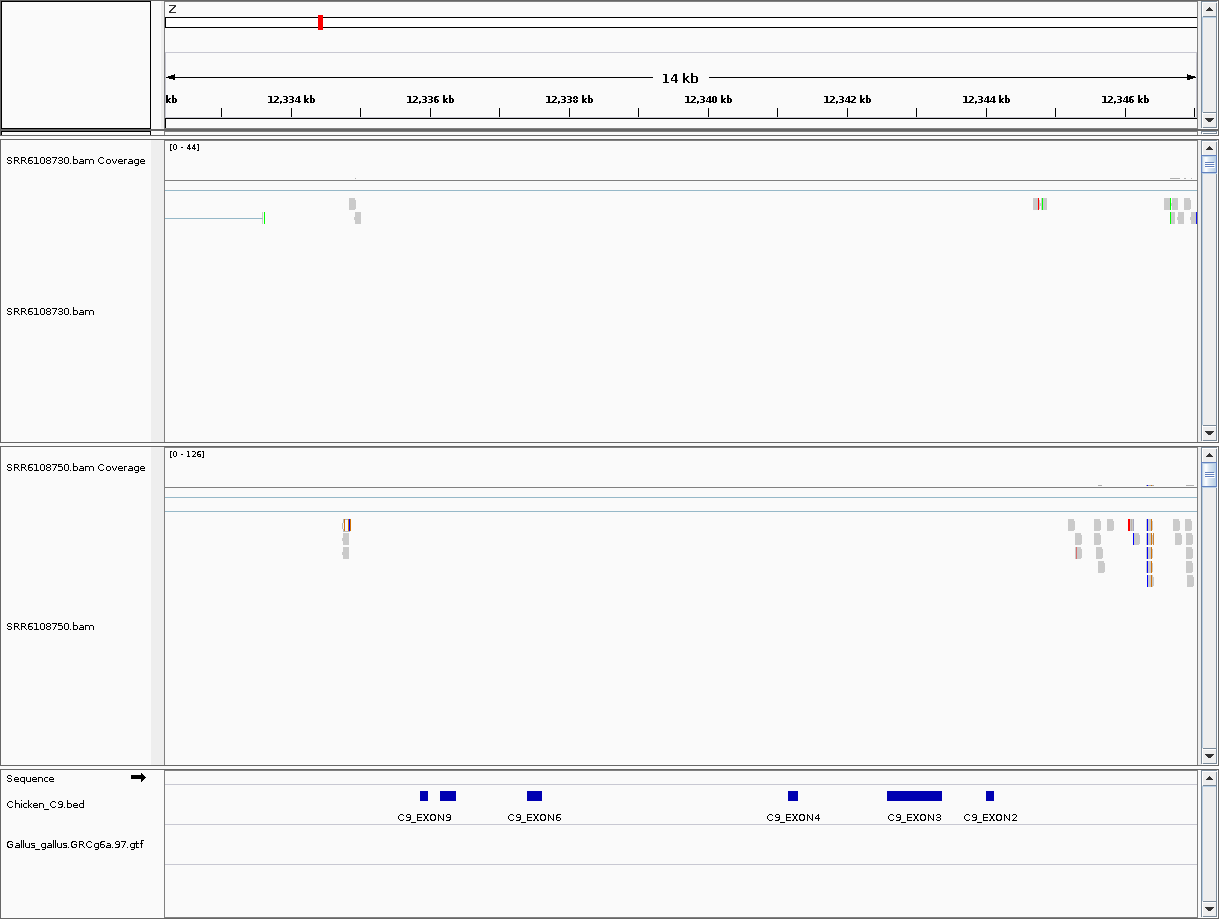 Z
14 kb
kb 12,334 kb 12,336 kb 12,338 kb 12,340 kb 12,342 kb 12,344 kb 12,346 kb
[0 - 44]
SRR6108730.bam Coverage
SRR6108730.bam
[0 - 126]
SRR6108750.bam Coverage
SRR6108750.bam
Sequence
Chicken_C9.bed
C9_EXON9 C9_EXON6 C9_EXON4 C9_EXON3 C9_EXON2
Gallus_gallus.GRCg6a.97.gtf